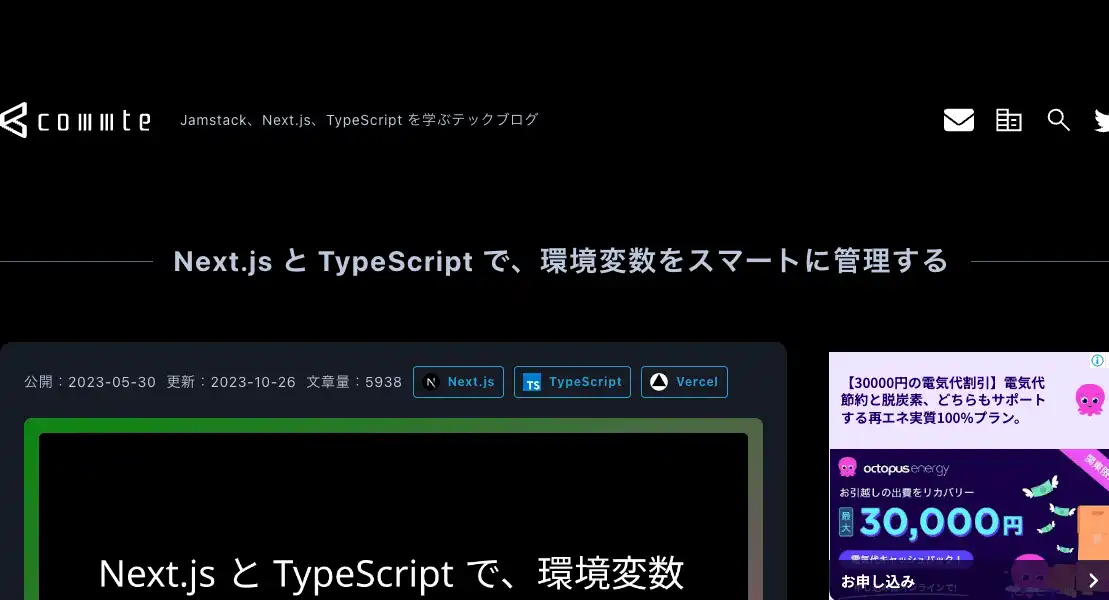 commte
Jamstack、Next.js、TypeScript を学ぶテックブログ
Next.js と TypeScript で、環境変数をスマートに管理する
公開：2023-05-30 更新：2023-10-26 文章量：5938 Next.js TypeScript Vercel
Next.js と TypeScript で、環境変数
【30000円の電気代割引】電気代
節約と脱炭素、どちらもサポート
する再エネ実質100%プラン。
octopus energy
お引越しの出費をリカバリー
最大 30,000円
電気代キャッシュバック！
お申し込み